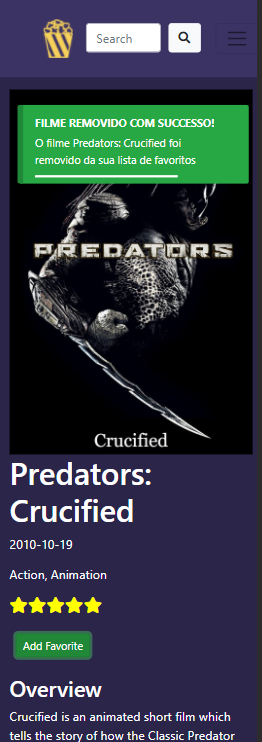 Search
FILME REMOVIDO COM SUCCESSO!
O filme Predators: Crucified foi
removido da sua lista de favoritos
PREDATORS
Crucified
Predators:
Crucified
2010-10-19
Action, Animation
Add Favorite
Overview
Crucified is an animated short film which
tells the story of how the Classic Predator